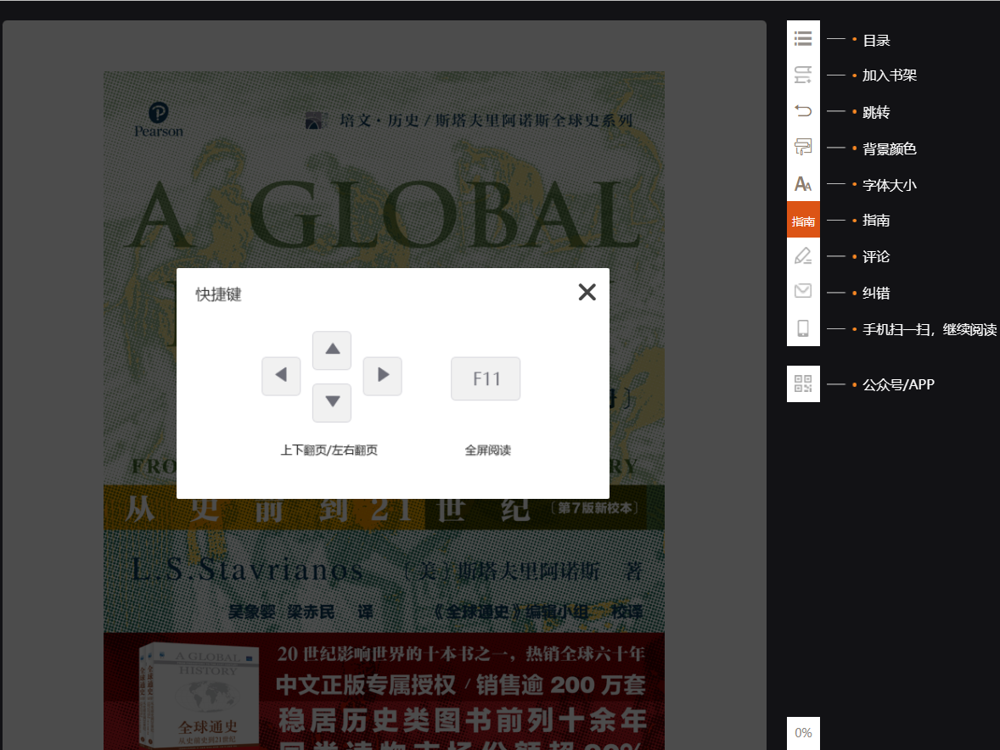 Pearson
培文·历史/斯塔夫里阿诺斯全球史系列
A GLOBAL
快捷键
F11
上下翻页/左右翻页
全屏阅读
FRO
RY
从史前到21世纪
〔第7版新校本〕
L.S.Stavrianos
〔美〕斯塔夫里阿诺斯 著
吴象婴 梁赤民 译
《全球通史》编辑小组 校译
A GLOBAL
HISTORY
全球通史
从史前史到21世纪
20世纪影响世界的十本书之一，热销全球六十年
中文正版专属授权/销售逾200万套
稳居历史类图书前列十余年
目录
加入书架
跳转
背景颜色
AA
字体大小
指南
指南
评论
纠错
手机扫一扫，继续阅读
公众号/APP
0%